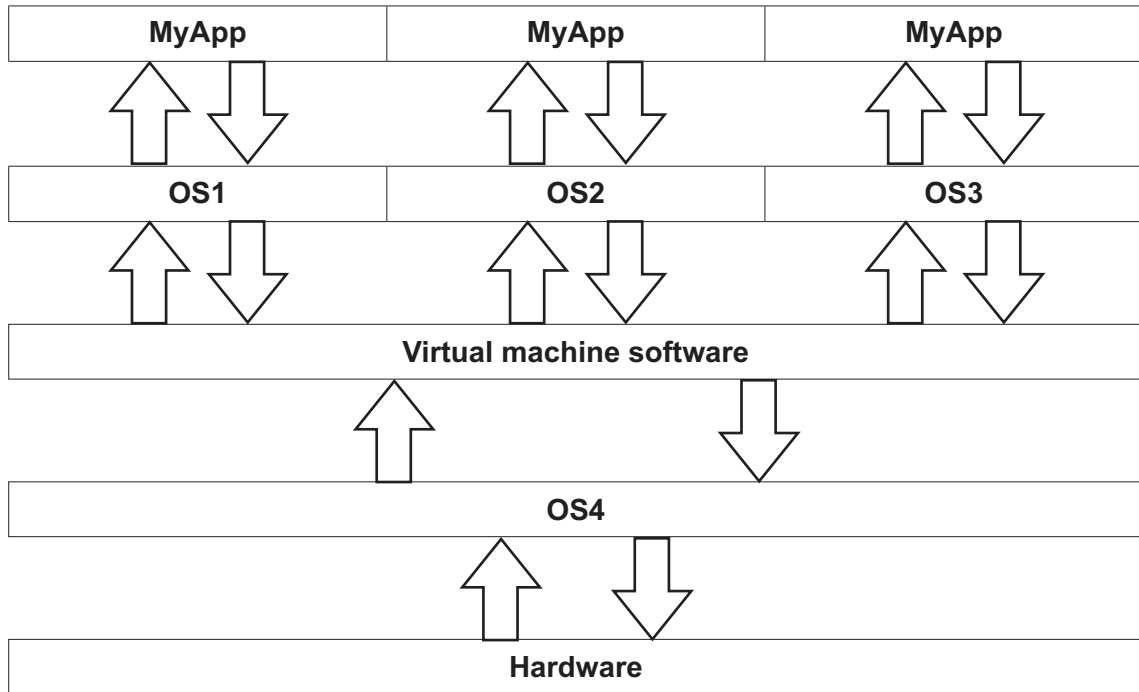 MyApp MyApp MyApp
OS1 OS2 OS3
Virtual machine software
OS4
Hardware